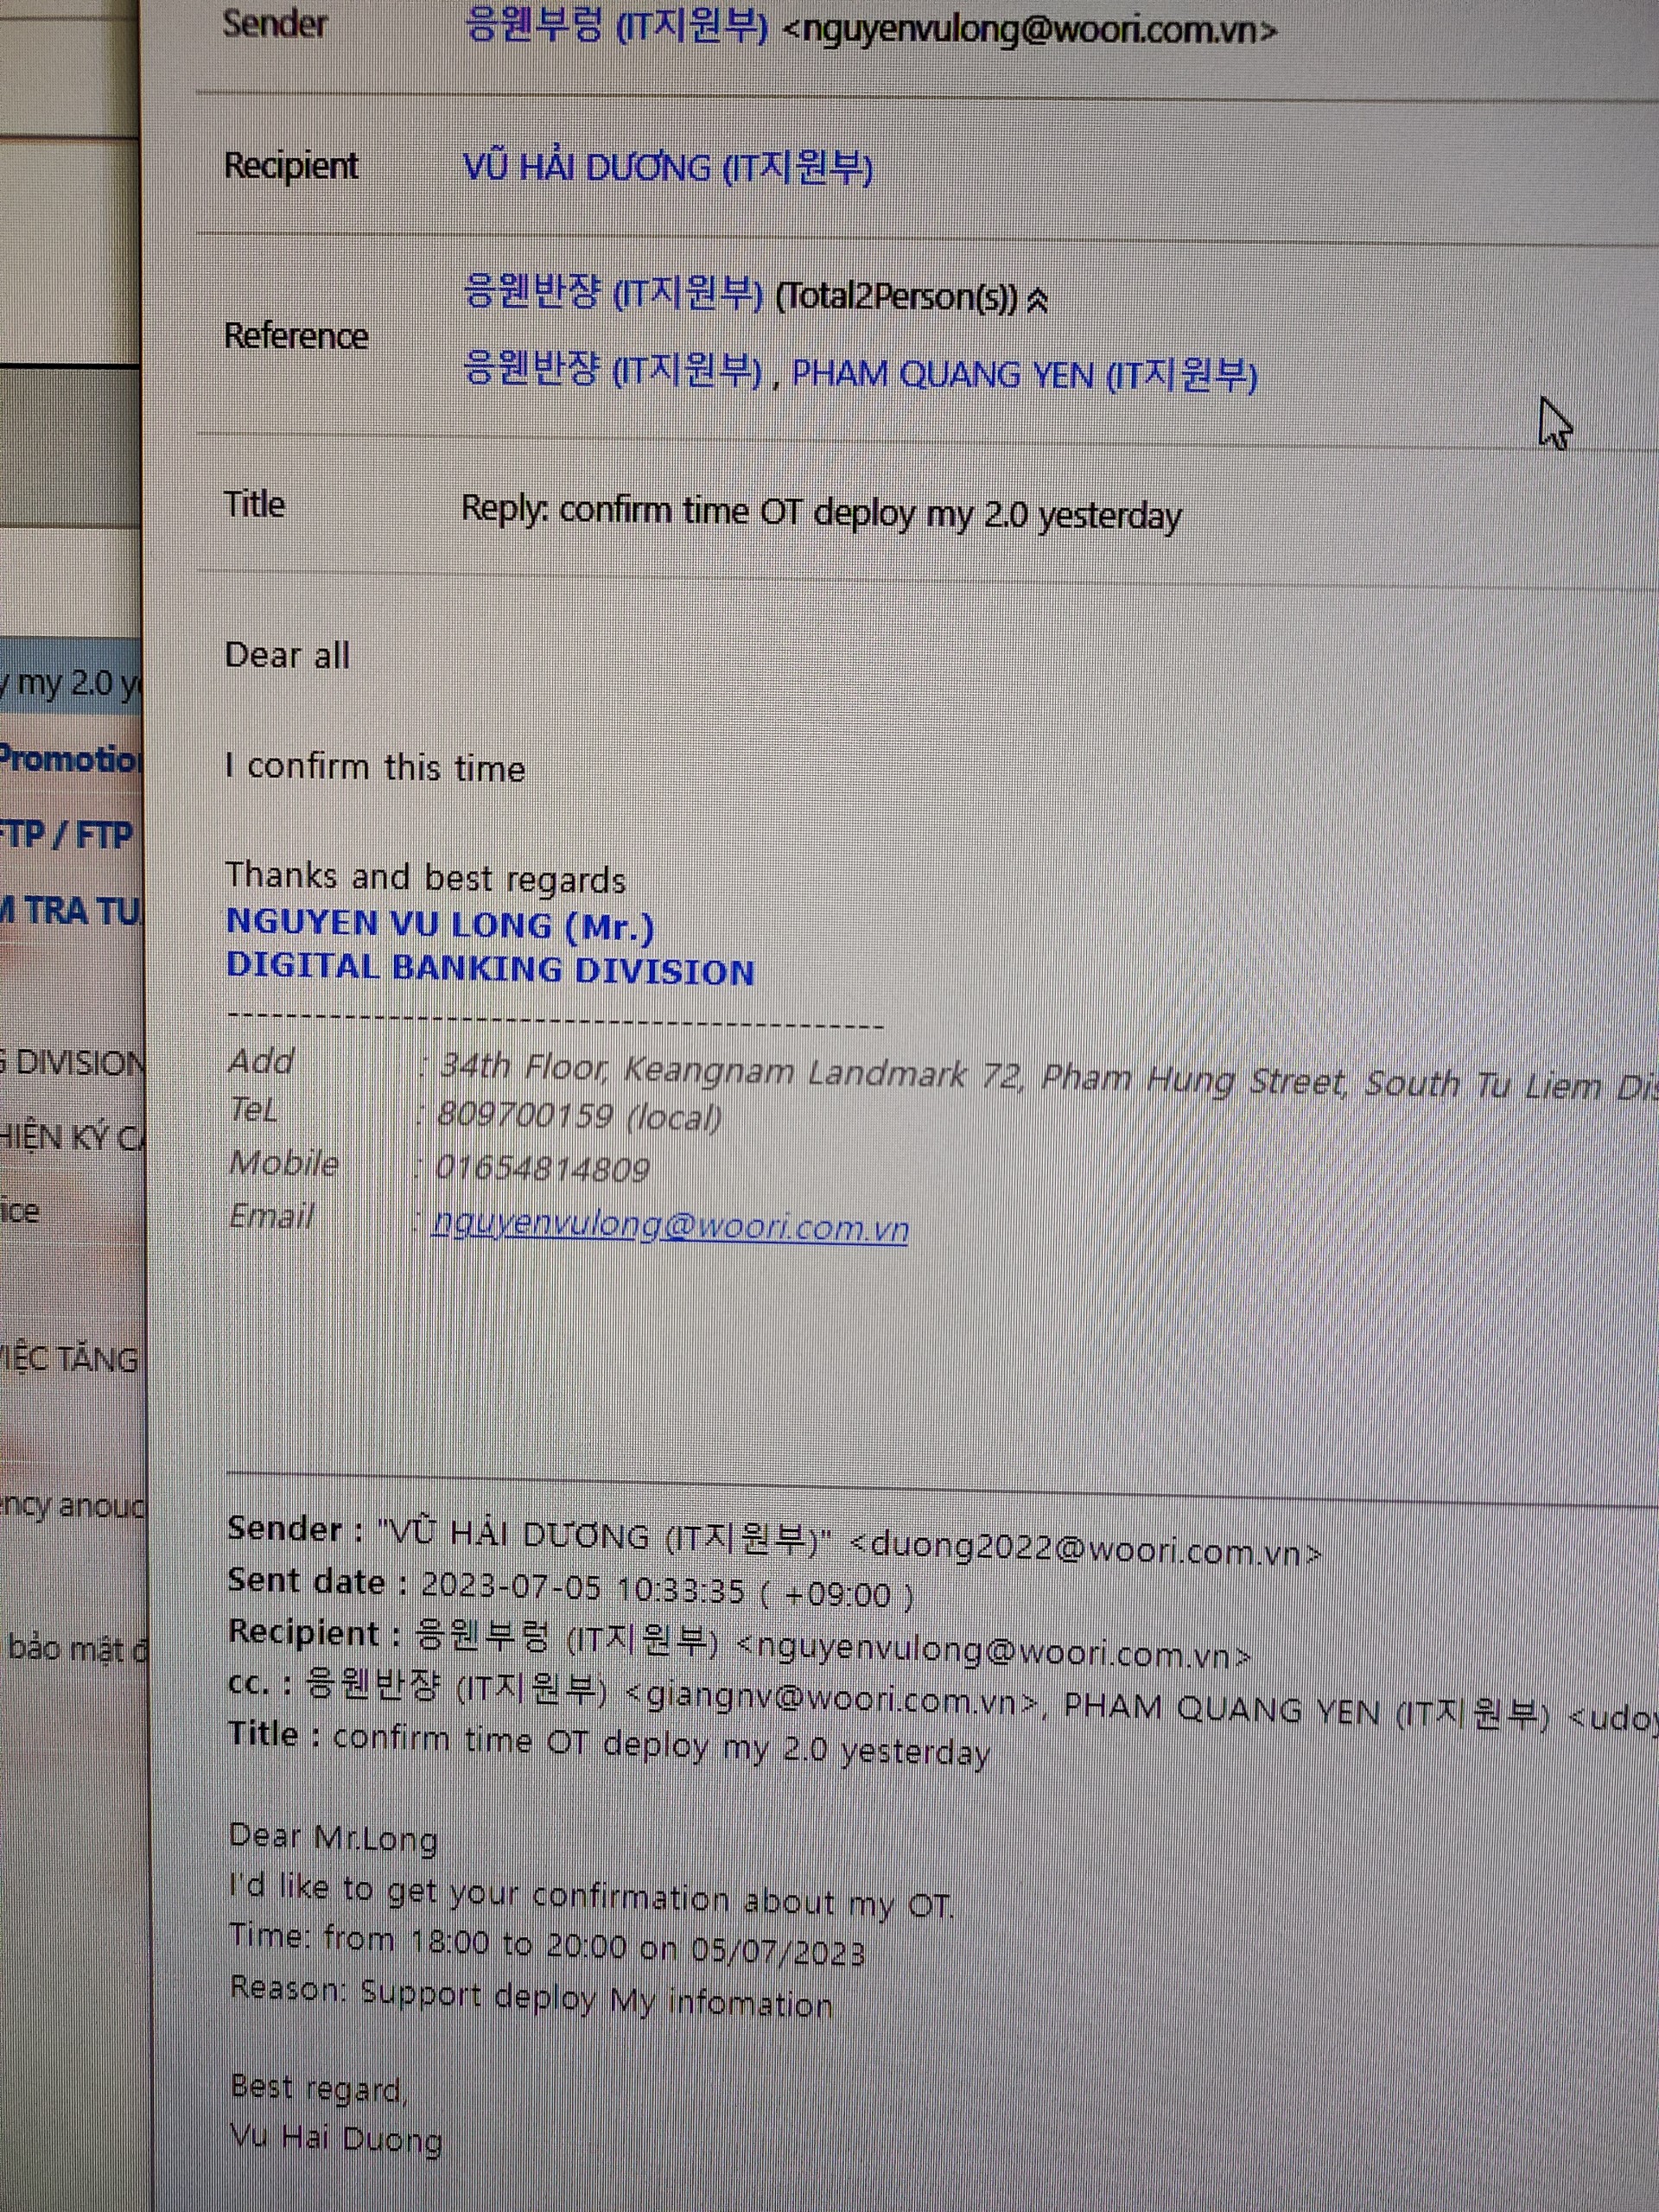 Sender 응웬부렁 (IT지원부) <nguyenvulong@woori.com.vn>
Recipient VŨ HẢI DƯƠNG (IT지원부)
Reference 응웬반쟝 (IT지원부) (Total2Person(s))
응웬반쟝 (IT지원부) , PHAM QUANG YEN (IT지원부)
Title Reply: confirm time OT deploy my 2.0 yesterday
Dear all
I confirm this time
Thanks and best regards
NGUYEN VU LONG (Mr.)
DIGITAL BANKING DIVISION
--------------------------------------------
Add : 34th Floor, Keangnam Landmark 72, Pham Hung Street, South Tu Liem Dis
TeL : 809700159 (local)
Mobile : 01654814809
Email : nguyenvulong@woori.com.vn
Sender : "VŨ HẢI DƯƠNG (IT지원부)" <duong2022@woori.com.vn>
Sent date : 2023-07-05 10:33:35 ( +09:00 )
Recipient : 응웬부렁 (IT지원부) <nguyenvulong@woori.com.vn>
cc. : 응웬반쟝 (IT지원부) <giangnv@woori.com.vn>, PHAM QUANG YEN (IT지원부) <udoy
Title : confirm time OT deploy my 2.0 yesterday
Dear Mr.Long
I'd like to get your confirmation about my OT.
Time: from 18:00 to 20:00 on 05/07/2023
Reason: Support deploy My infomation
Best regard,
Vu Hai Duong
my 2.0 y
Promotio
FTP / FTP
M TRA TU
DIVISION
HIỆN KÝ C
ice
VIỆC TĂNG
ncy anouc
bảo mật đ